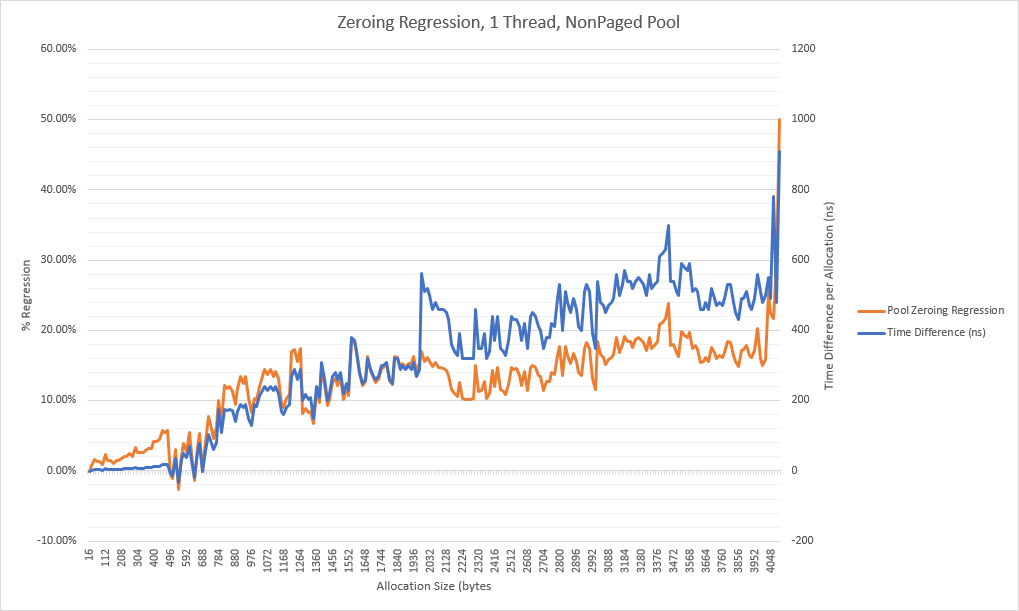 Zeroing Regression, 1 Thread, NonPaged Pool
60.00%
50.00%
40.00%
30.00%
20.00%
10.00%
0.00%
-10.00%
% Regression
1200
1000
800
600
400
200
0
-200
Time Difference per Allocation (ns)
16 112 208 304 400 496 592 688 784 880 976 1072 1168 1264 1360 1456 1552 1648 1744 1840 1936 2032 2128 2224 2320 2416 2512 2608 2704 2800 2896 2992 3088 3184 3280 3376 3472 3568 3664 3760 3856 3952 4048
Allocation Size (bytes
Pool Zeroing Regression
Time Difference (ns)